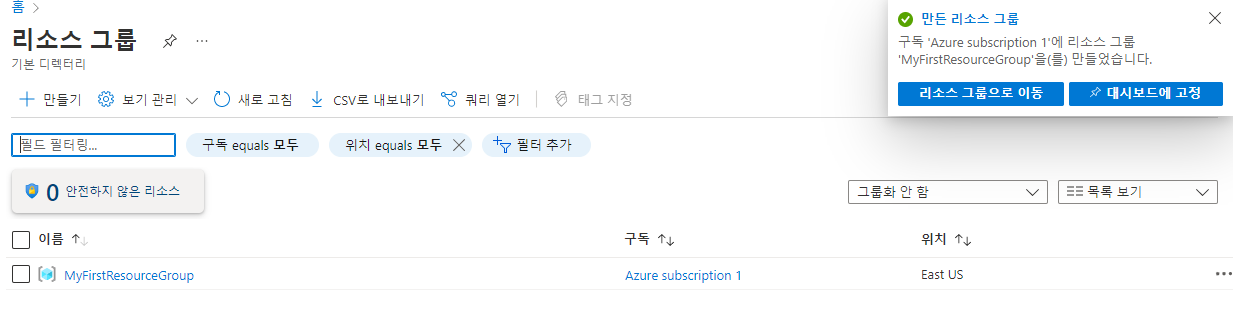 홈
리소스 그룹
기본 디렉터리
만든 리소스 그룹
구독 'Azure subscription 1'에 리소스 그룹
'MyFirstResourceGroup'을(를) 만들었습니다.
리소스 그룹으로 이동 대시보드에 고정
만들기 보기 관리 새로 고침 CSV로 내보내기 쿼리 열기 태그 지정
필드 필터링... 구독 equals 모두 위치 equals 모두 필터 추가
0 안전하지 않은 리소스
그룹화 안 함 목록 보기
이름 구독 위치
MyFirstResourceGroup Azure subscription 1 East US